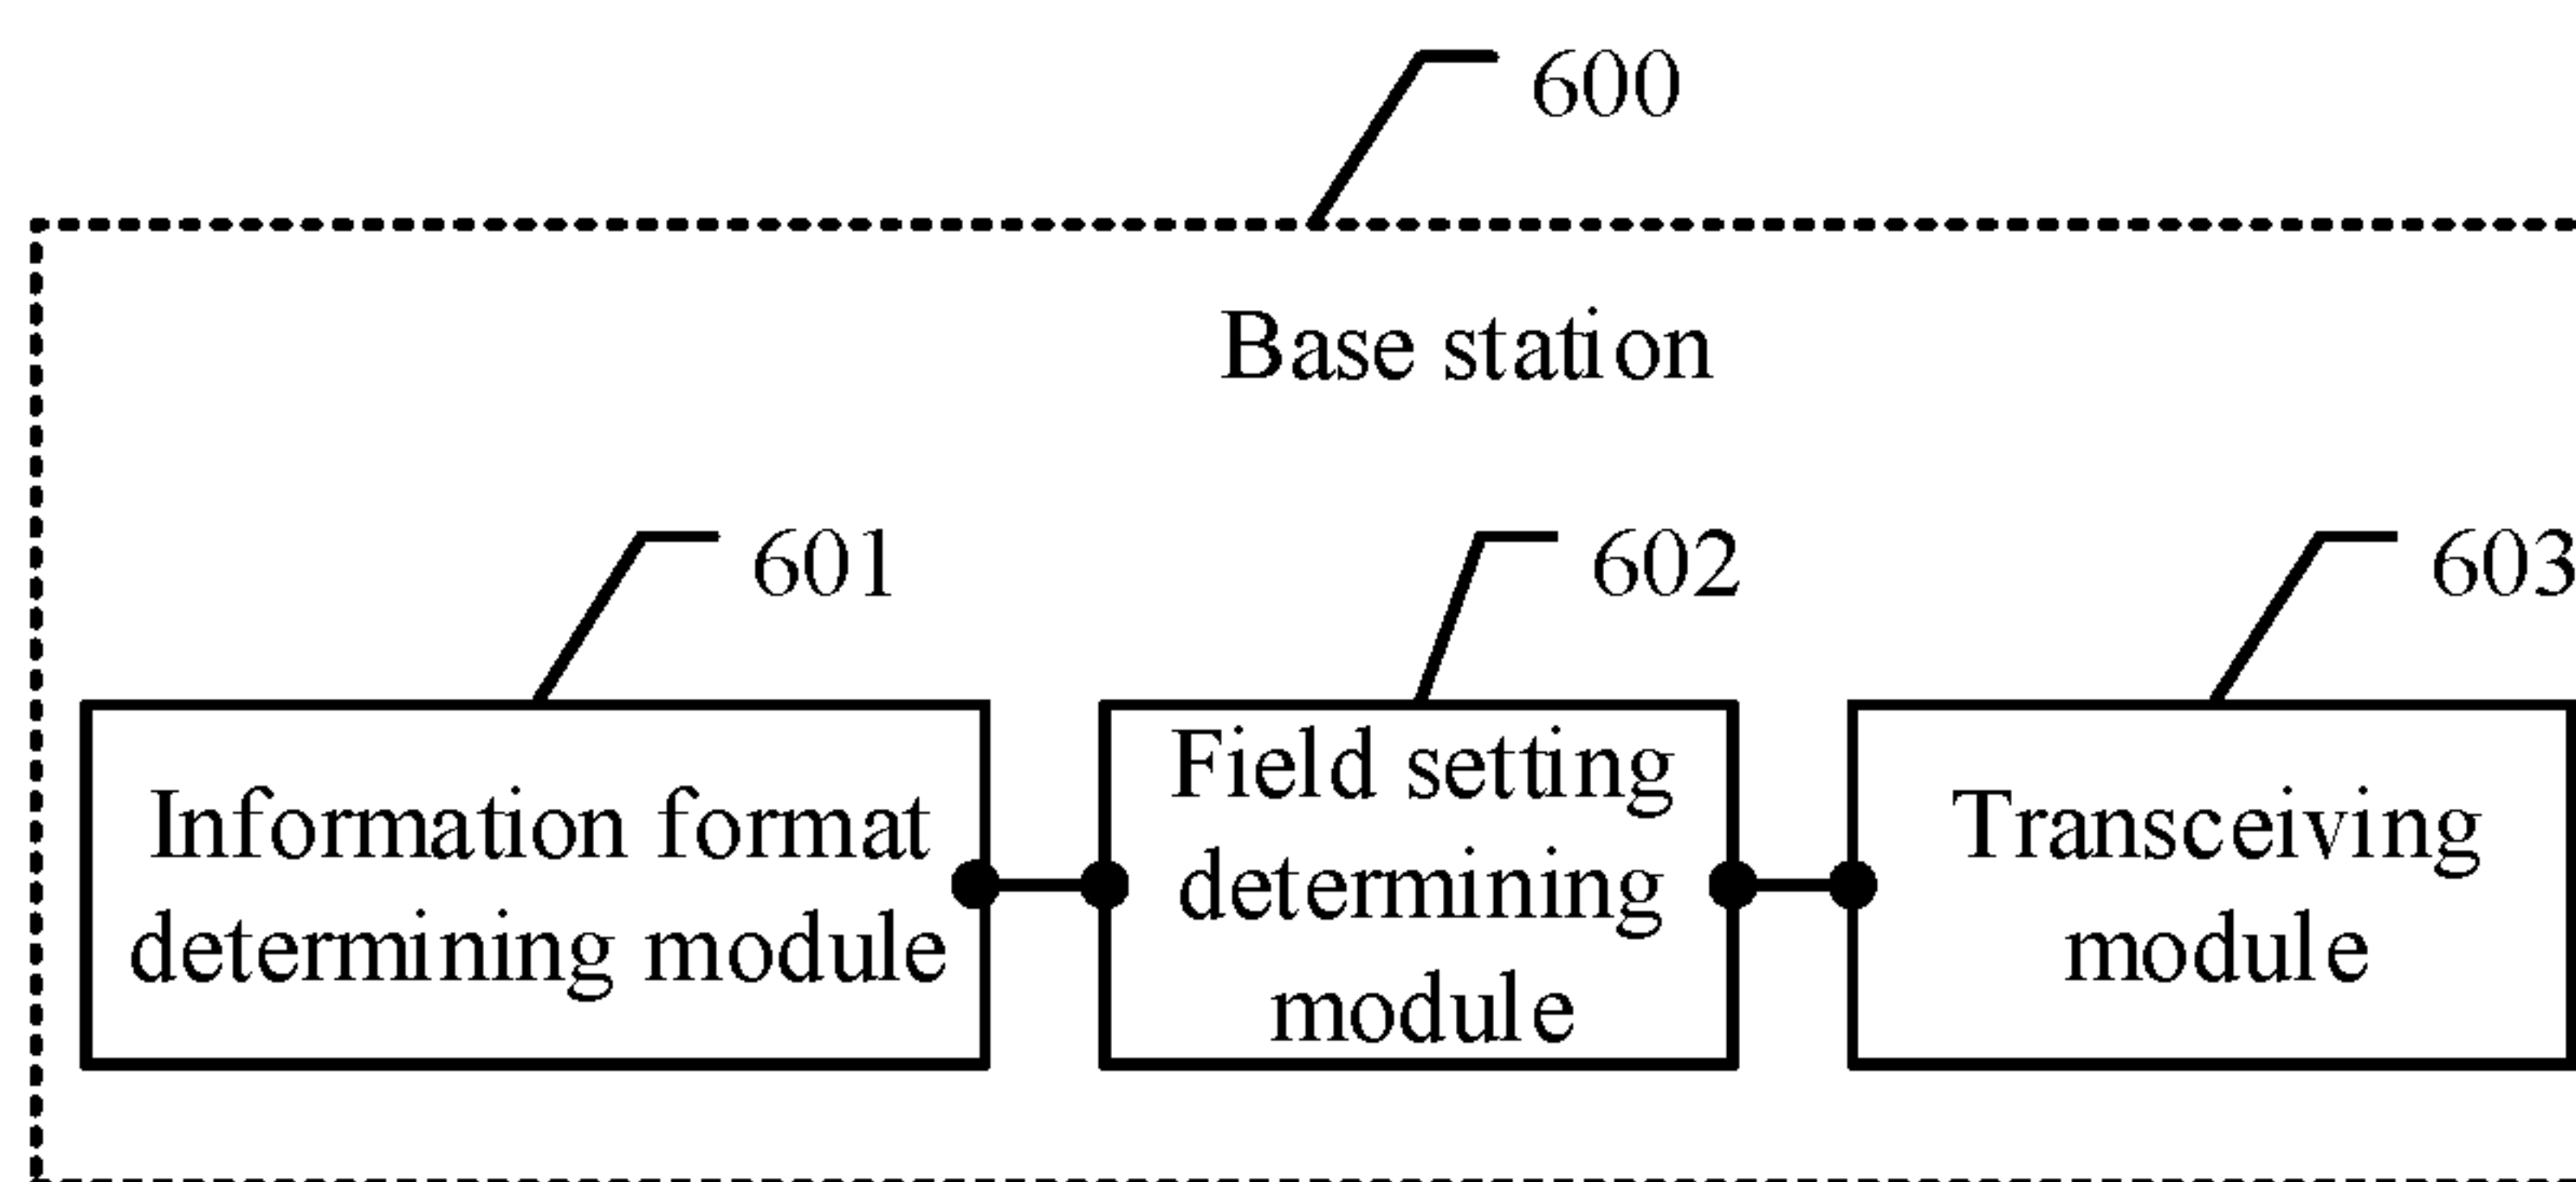 600
Base station
601
602
603
Information format
determining module
Field setting
determining
module
Transceiving
module